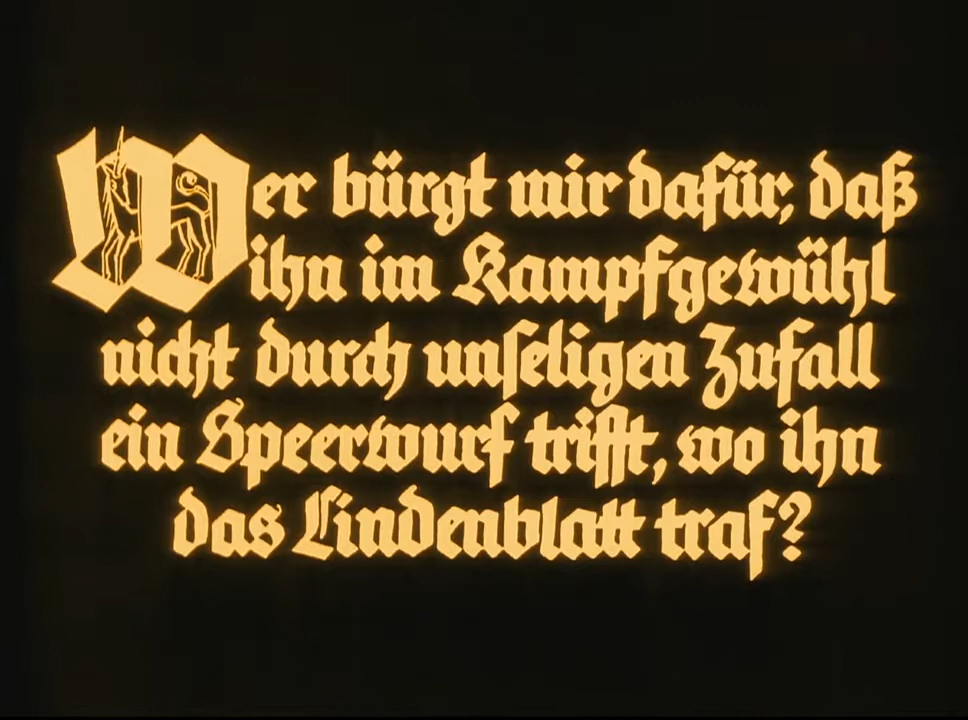 Wer bürgt mir dafür, daß
ihn im Kampfgewühl
nicht durch unseligen Zufall
ein Speerwurf trifft, wo ihn
das Lindenblatt traf?